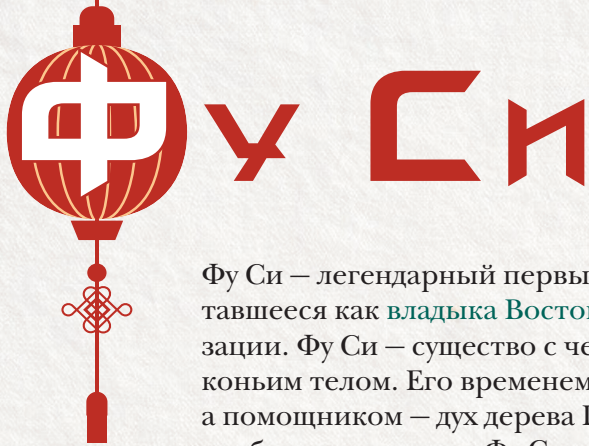 Фу Си
Фу Си — легендарный первы
тавшееся как владыка Восто
зации. Фу Си — существо с че
коньим телом. Его временем
а помощником — дух дерева